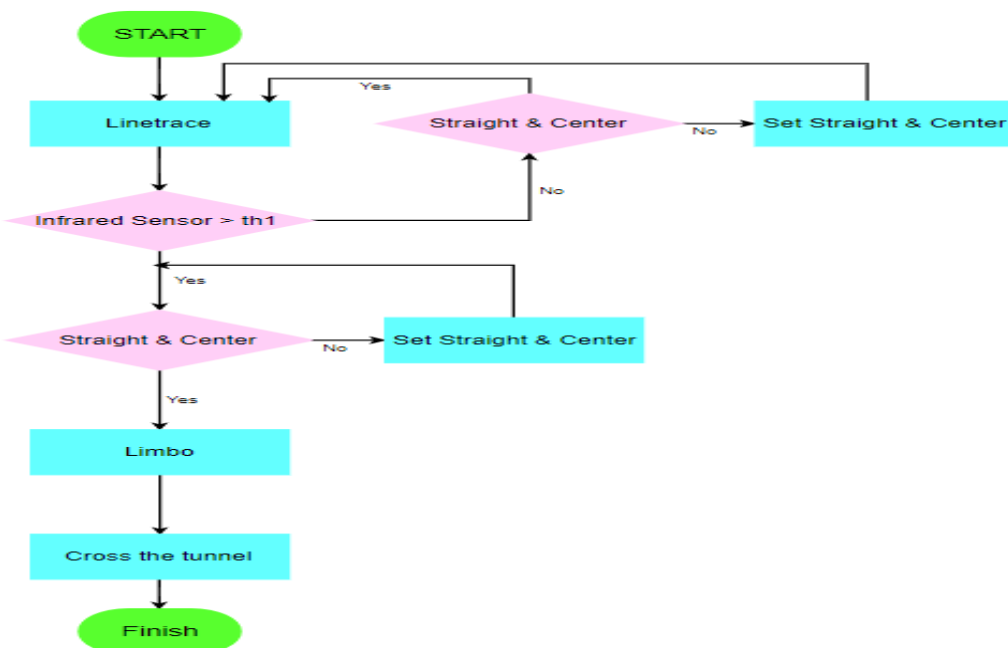 START
Yes
Linetrace
Straight & Center
No
Set Straight & Center
No
Infrared Sensor > th1
Yes
Straight & Center
No
Set Straight & Center
Yes
Limbo
Cross the tunnel
Finish